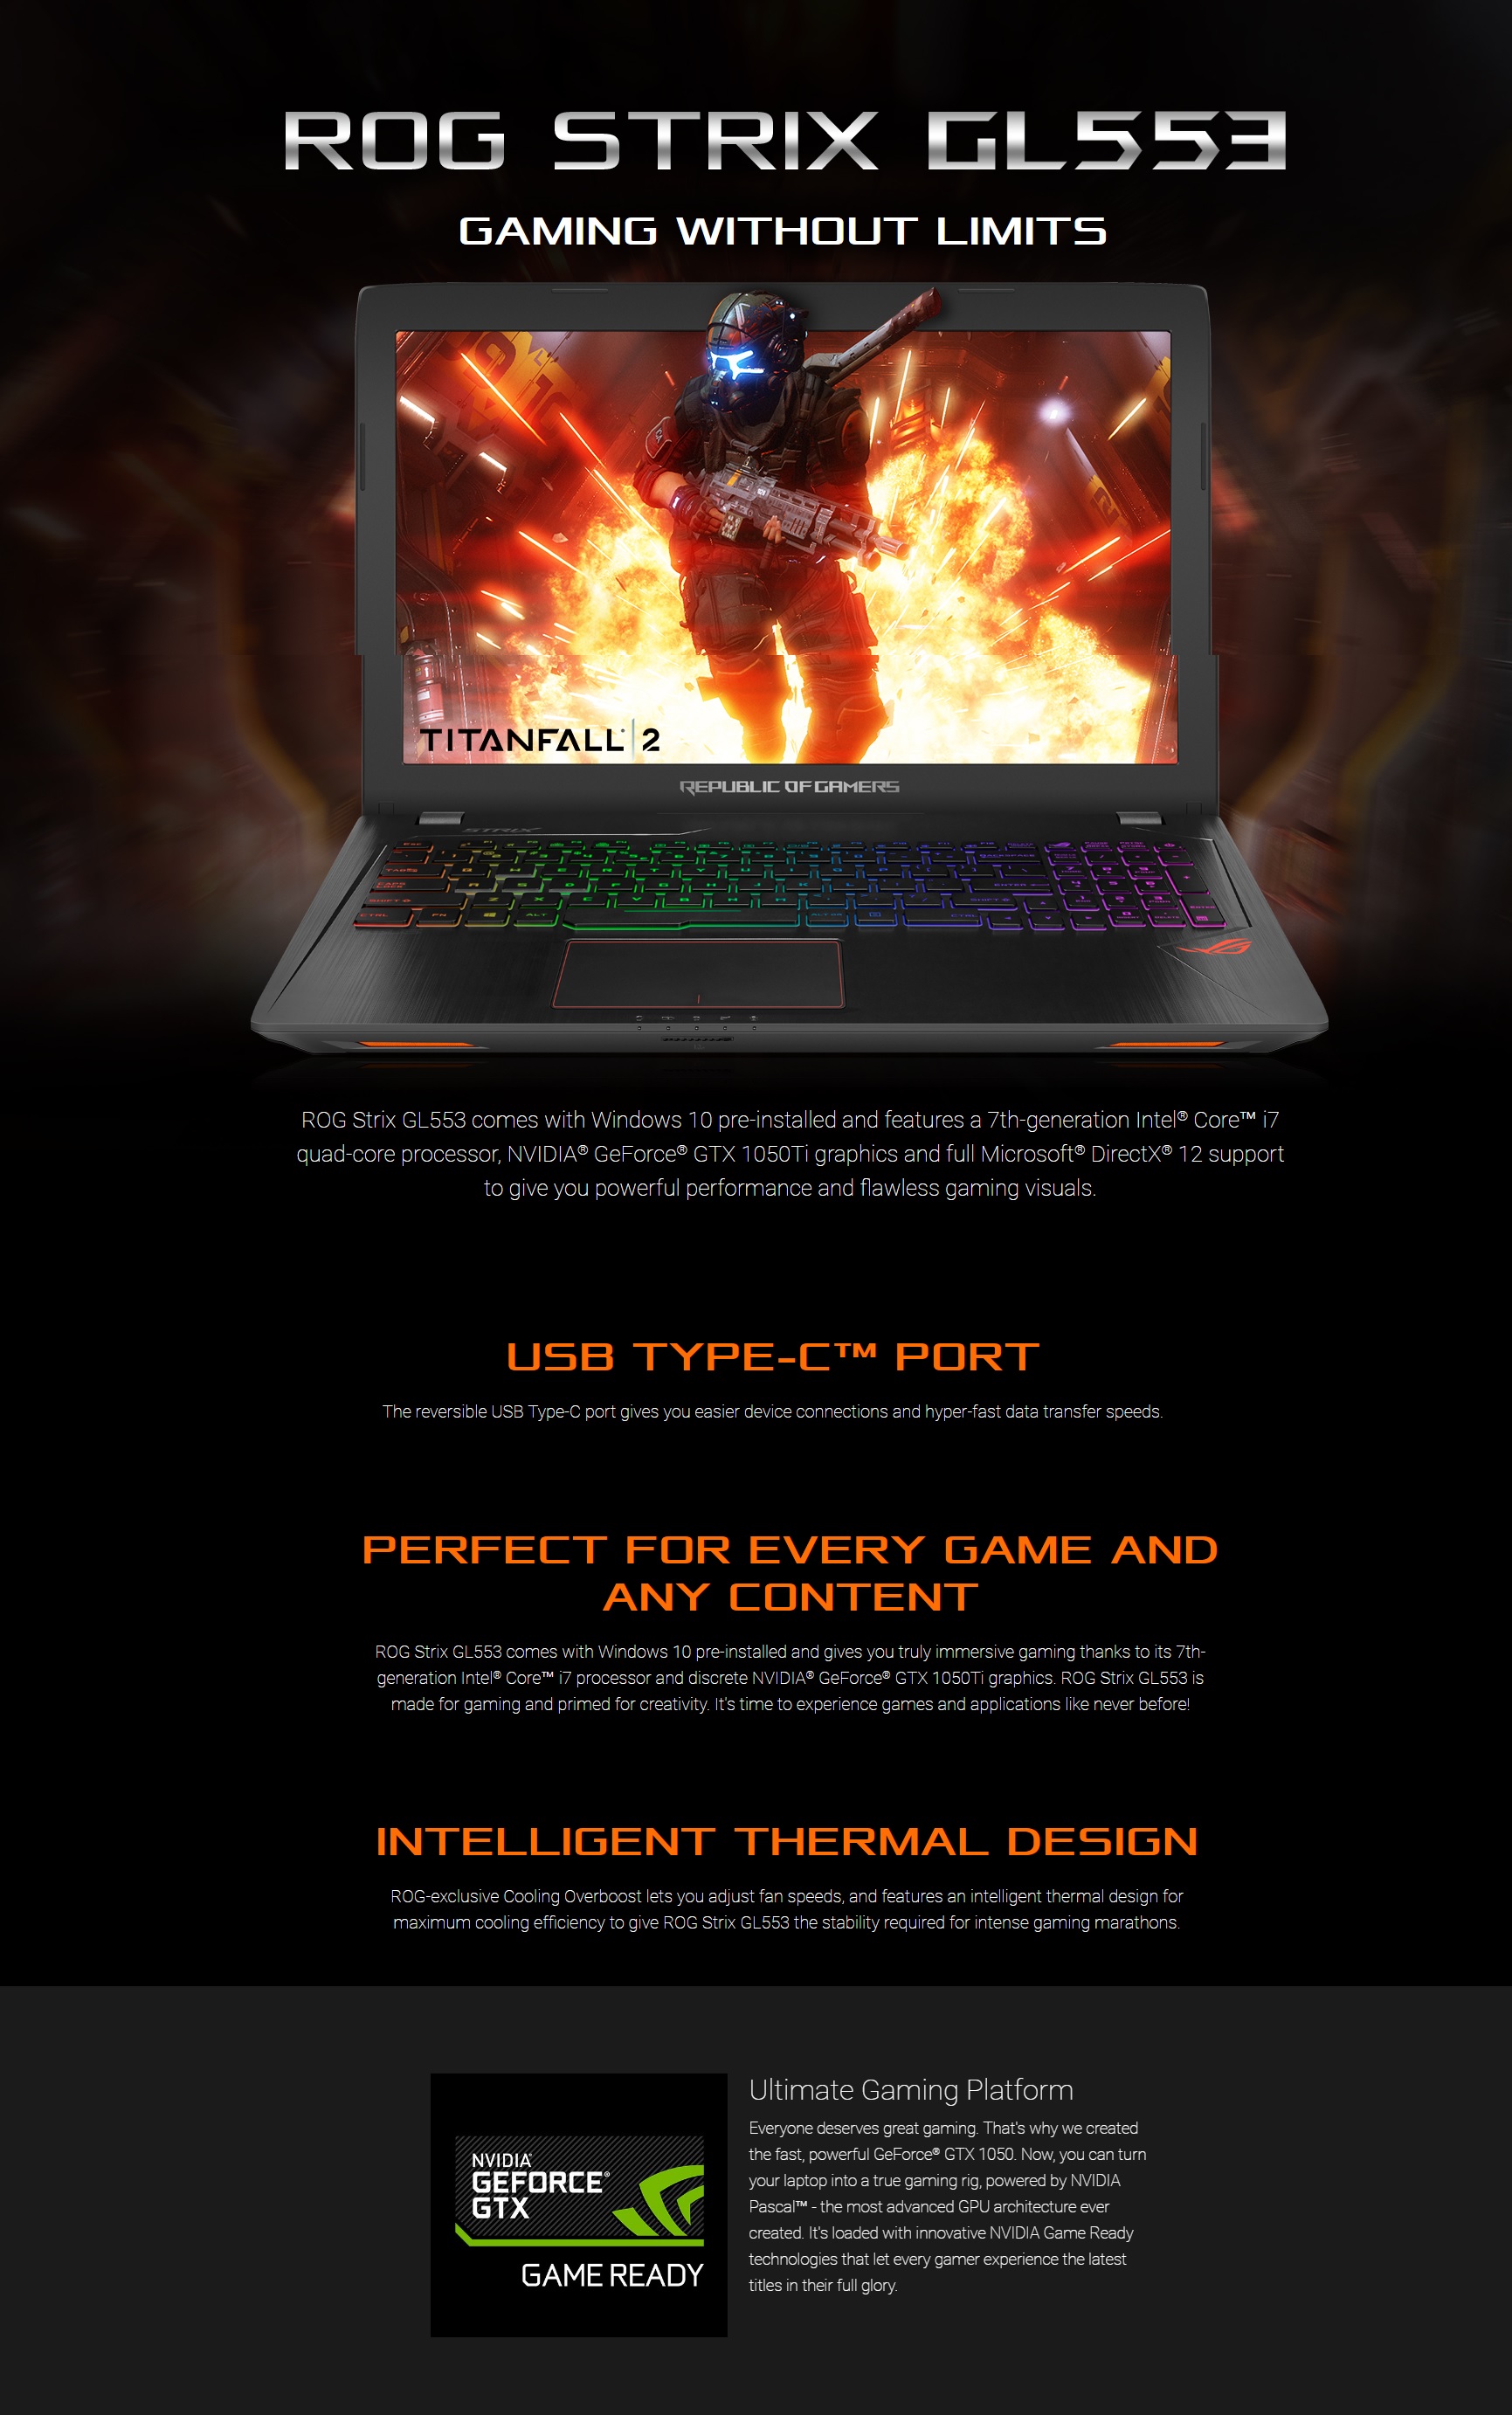 ROG STRIX GL553
GAMING WITHOUT LIMITS
TITANFALL® 2
REPUBLIC OF GAMERS
STRIX
ROG Strix GL553 comes with Windows 10 pre-installed and features a 7th-generation Intel® Core™ i7
quad-core processor, NVIDIA® GeForce® GTX 1050Ti graphics and full Microsoft® DirectX® 12 support
to give you powerful performance and flawless gaming visuals.
USB TYPE-C™ PORT
The reversible USB Type-C port gives you easier device connections and hyper-fast data transfer speeds.
PERFECT FOR EVERY GAME AND
ANY CONTENT
ROG Strix GL553 comes with Windows 10 pre-installed and gives you truly immersive gaming thanks to its 7th-
generation Intel® Core™ i7 processor and discrete NVIDIA® GeForce® GTX 1050Ti graphics. ROG Strix GL553 is
made for gaming and primed for creativity. It's time to experience games and applications like never before!
INTELLIGENT THERMAL DESIGN
ROG-exclusive Cooling Overboost lets you adjust fan speeds, and features an intelligent thermal design for
maximum cooling efficiency to give ROG Strix GL553 the stability required for intense gaming marathons.
NVIDIA®
GEFORCE®
GTX
GAME READY
Ultimate Gaming Platform
Everyone deserves great gaming. That's why we created
the fast, powerful GeForce® GTX 1050. Now, you can turn
your laptop into a true gaming rig, powered by NVIDIA
Pascal™ - the most advanced GPU architecture ever
created. It's loaded with innovative NVIDIA Game Ready
technologies that let every gamer experience the latest
titles in their full glory.